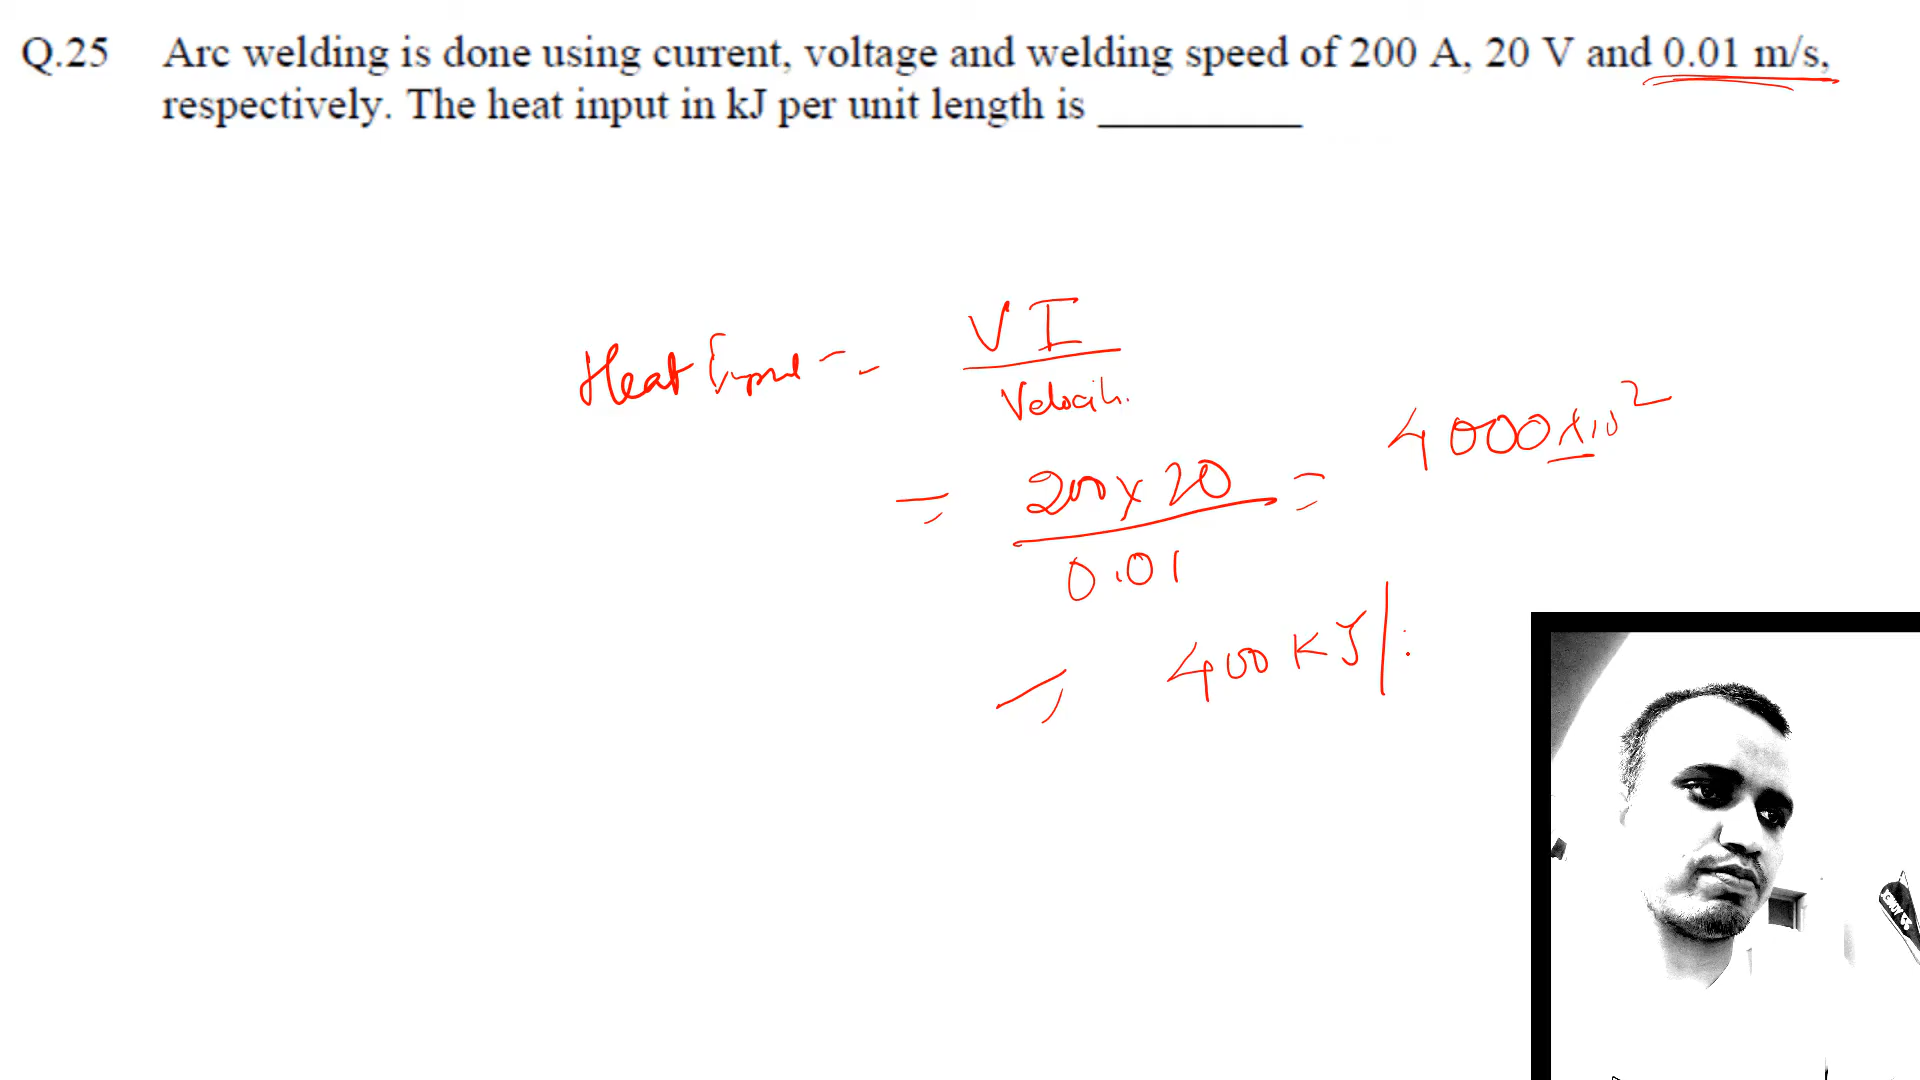 Q.25 Arc welding is done using current, voltage and welding speed of 200 A, 20 V and 0.01 m/s,
respectively. The heat input in kJ per unit length is __________
Heat Input = VI
Velocity
= 200 x 20 = 4000 x 10²
0.01
= 400 KJ/